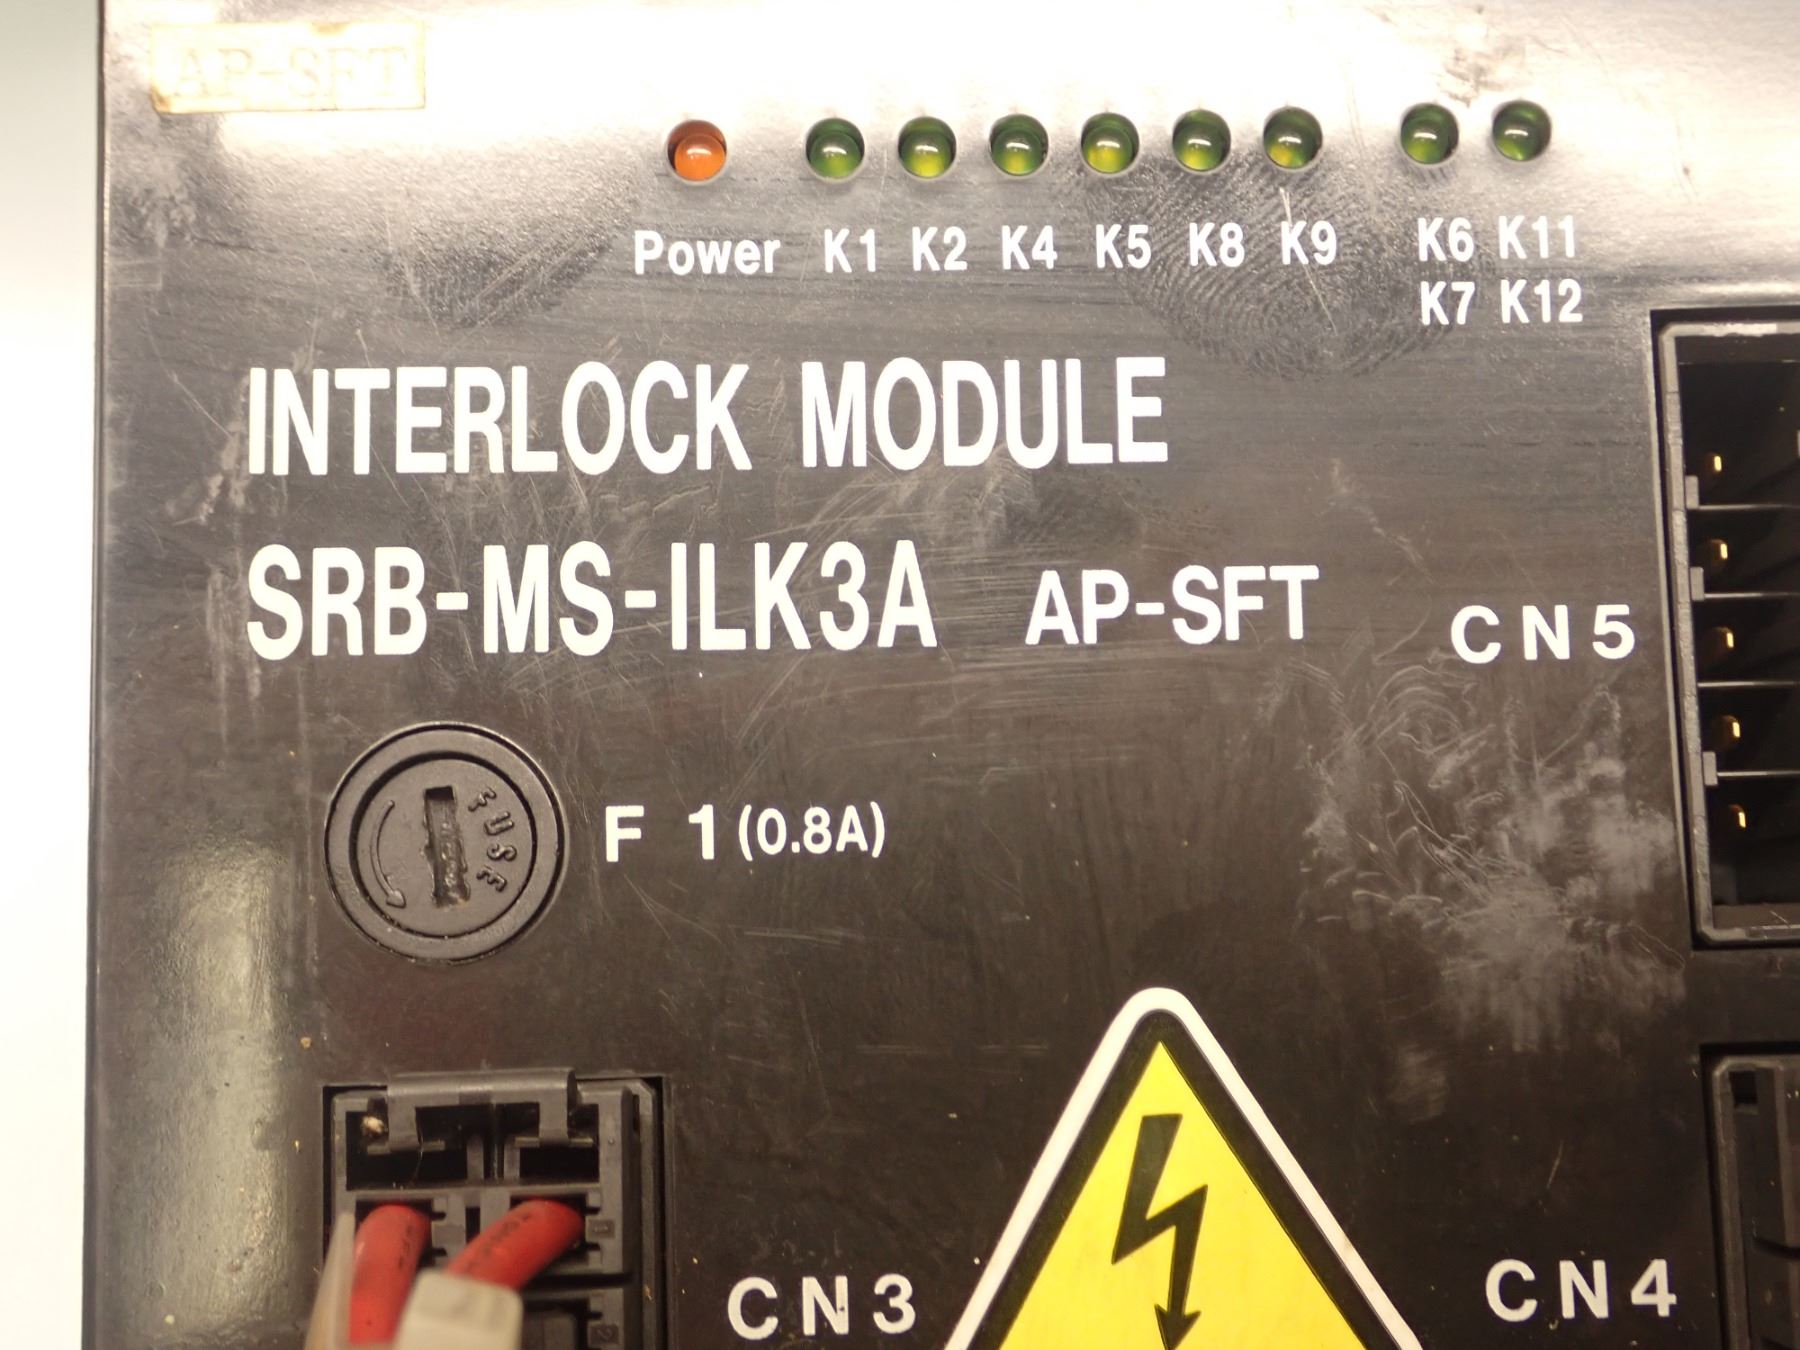 AP-SFT
Power K1 K2 K4 K5 K8 K9 K6 K11
K7 K12
INTERLOCK MODULE
SRB-MS-ILK3A AP-SFT
CN5
FUSE
F 1 (0.8A)
CN3
CN4